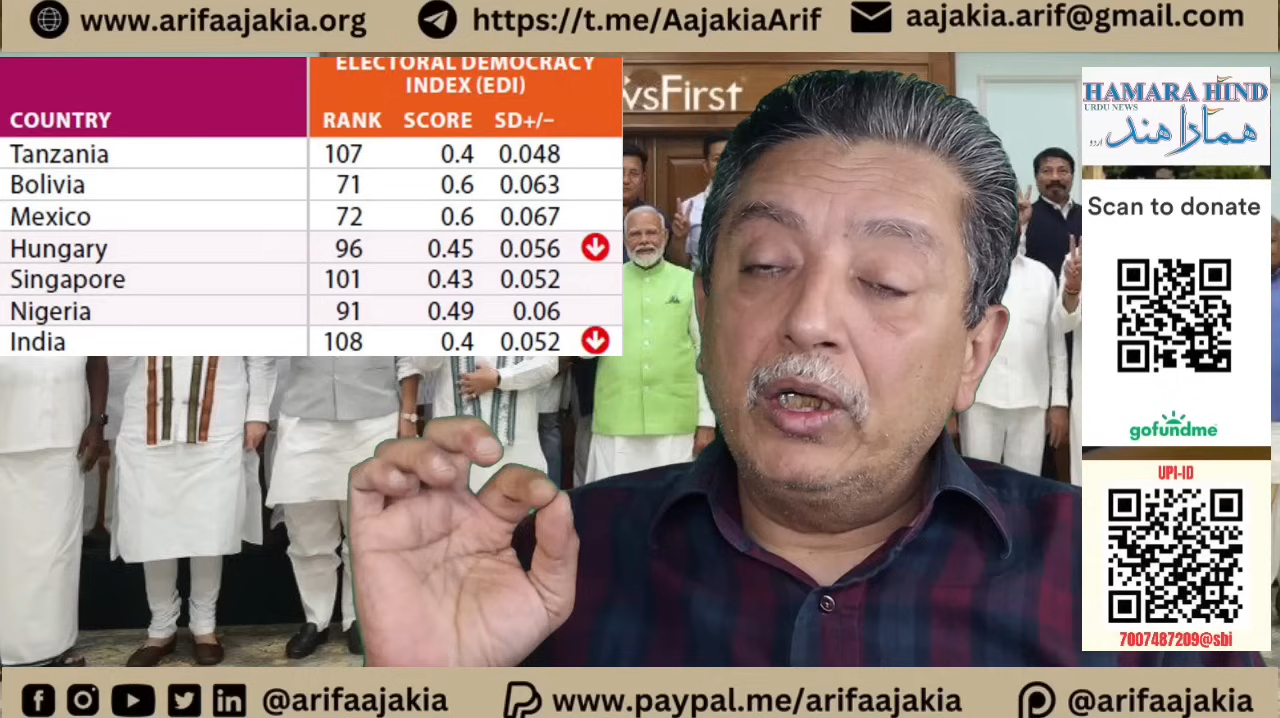 www.arifaajakia.org
https://t.me/AajakiaArif
aajakia.arif@gmail.com
ELECTORAL DEMOCRACY
INDEX (EDI)
COUNTRY RANK SCORE SD+/–
Tanzania 107 0.4 0.048
Bolivia 71 0.6 0.063
Mexico 72 0.6 0.067
Hungary 96 0.45 0.056
Singapore 101 0.43 0.052
Nigeria 91 0.49 0.06
India 108 0.4 0.052
vsFirst
HAMARA HIND
URDU NEWS
ہمارا ہند
اردو
Scan to donate
gofundme
UPI-ID
7007487209@sbi
@arifaajakia
www.paypal.me/arifaajakia
@arifaajakia